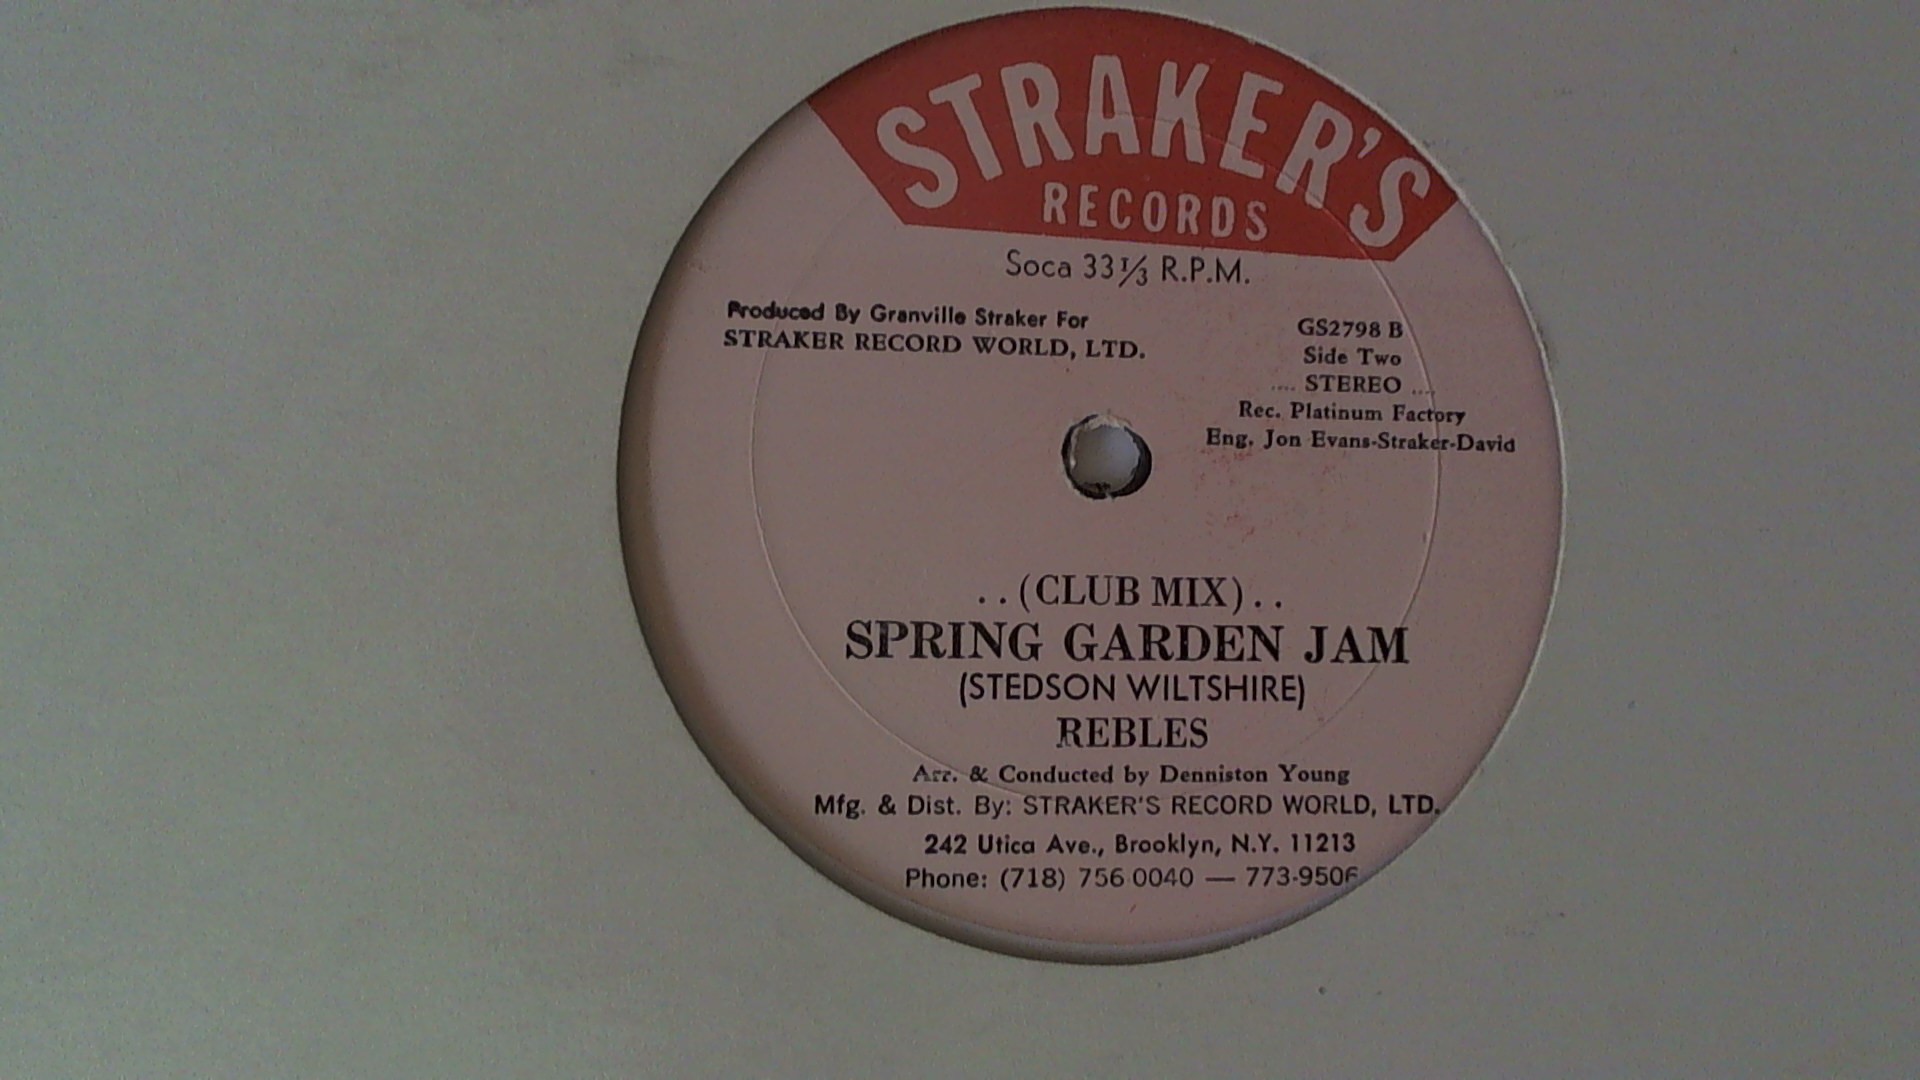 STRAKER'S
RECORDS
Soca 33 1/3 R.P.M.
Produced By Granville Straker For
STRAKER RECORD WORLD, LTD.
GS2798 B
Side Two
.... STEREO ....
Rec. Platinum Factory
Eng. Jon Evans-Straker-David
. . (CLUB MIX) . .
SPRING GARDEN JAM
(STEDSON WILTSHIRE)
REBLES
Arr. & Conducted by Denniston Young
Mfg. & Dist. By: STRAKER'S RECORD WORLD, LTD.
242 Utica Ave., Brooklyn, N.Y. 11213
Phone: (718) 756-0040 — 773-9506